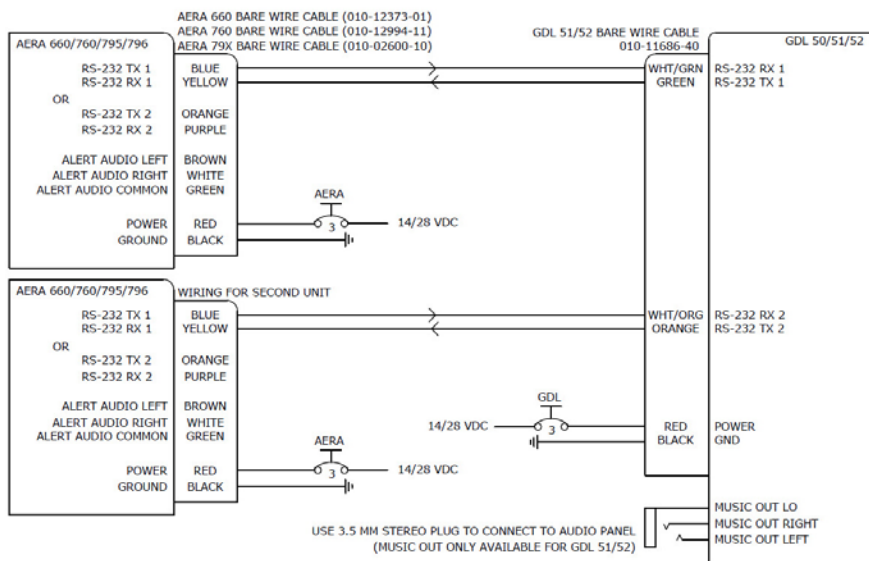 AERA 660 BARE WIRE CABLE (010-12373-01)
AERA 760 BARE WIRE CABLE (010-12994-11)
AERA 79X BARE WIRE CABLE (010-02600-10)
GDL 51/52 BARE WIRE CABLE
010-11686-40
AERA 660/760/795/796
GDL 50/51/52
RS-232 TX 1 BLUE WHT/GRN RS-232 RX 1
RS-232 RX 1 YELLOW GREEN RS-232 TX 1
OR
RS-232 TX 2 ORANGE
RS-232 RX 2 PURPLE
ALERT AUDIO LEFT BROWN
ALERT AUDIO RIGHT WHITE
ALERT AUDIO COMMON GREEN
AERA
POWER RED 3 14/28 VDC
GROUND BLACK
AERA 660/760/795/796 WIRING FOR SECOND UNIT
RS-232 TX 1 BLUE WHT/ORG RS-232 RX 2
RS-232 RX 1 YELLOW ORANGE RS-232 TX 2
OR
RS-232 TX 2 ORANGE
RS-232 RX 2 PURPLE
GDL
ALERT AUDIO LEFT BROWN
ALERT AUDIO RIGHT WHITE 14/28 VDC 3 RED POWER
ALERT AUDIO COMMON GREEN BLACK GND
AERA
POWER RED 3 14/28 VDC
GROUND BLACK
MUSIC OUT LO
MUSIC OUT RIGHT
MUSIC OUT LEFT
USE 3.5 MM STEREO PLUG TO CONNECT TO AUDIO PANEL
(MUSIC OUT ONLY AVAILABLE FOR GDL 51/52)